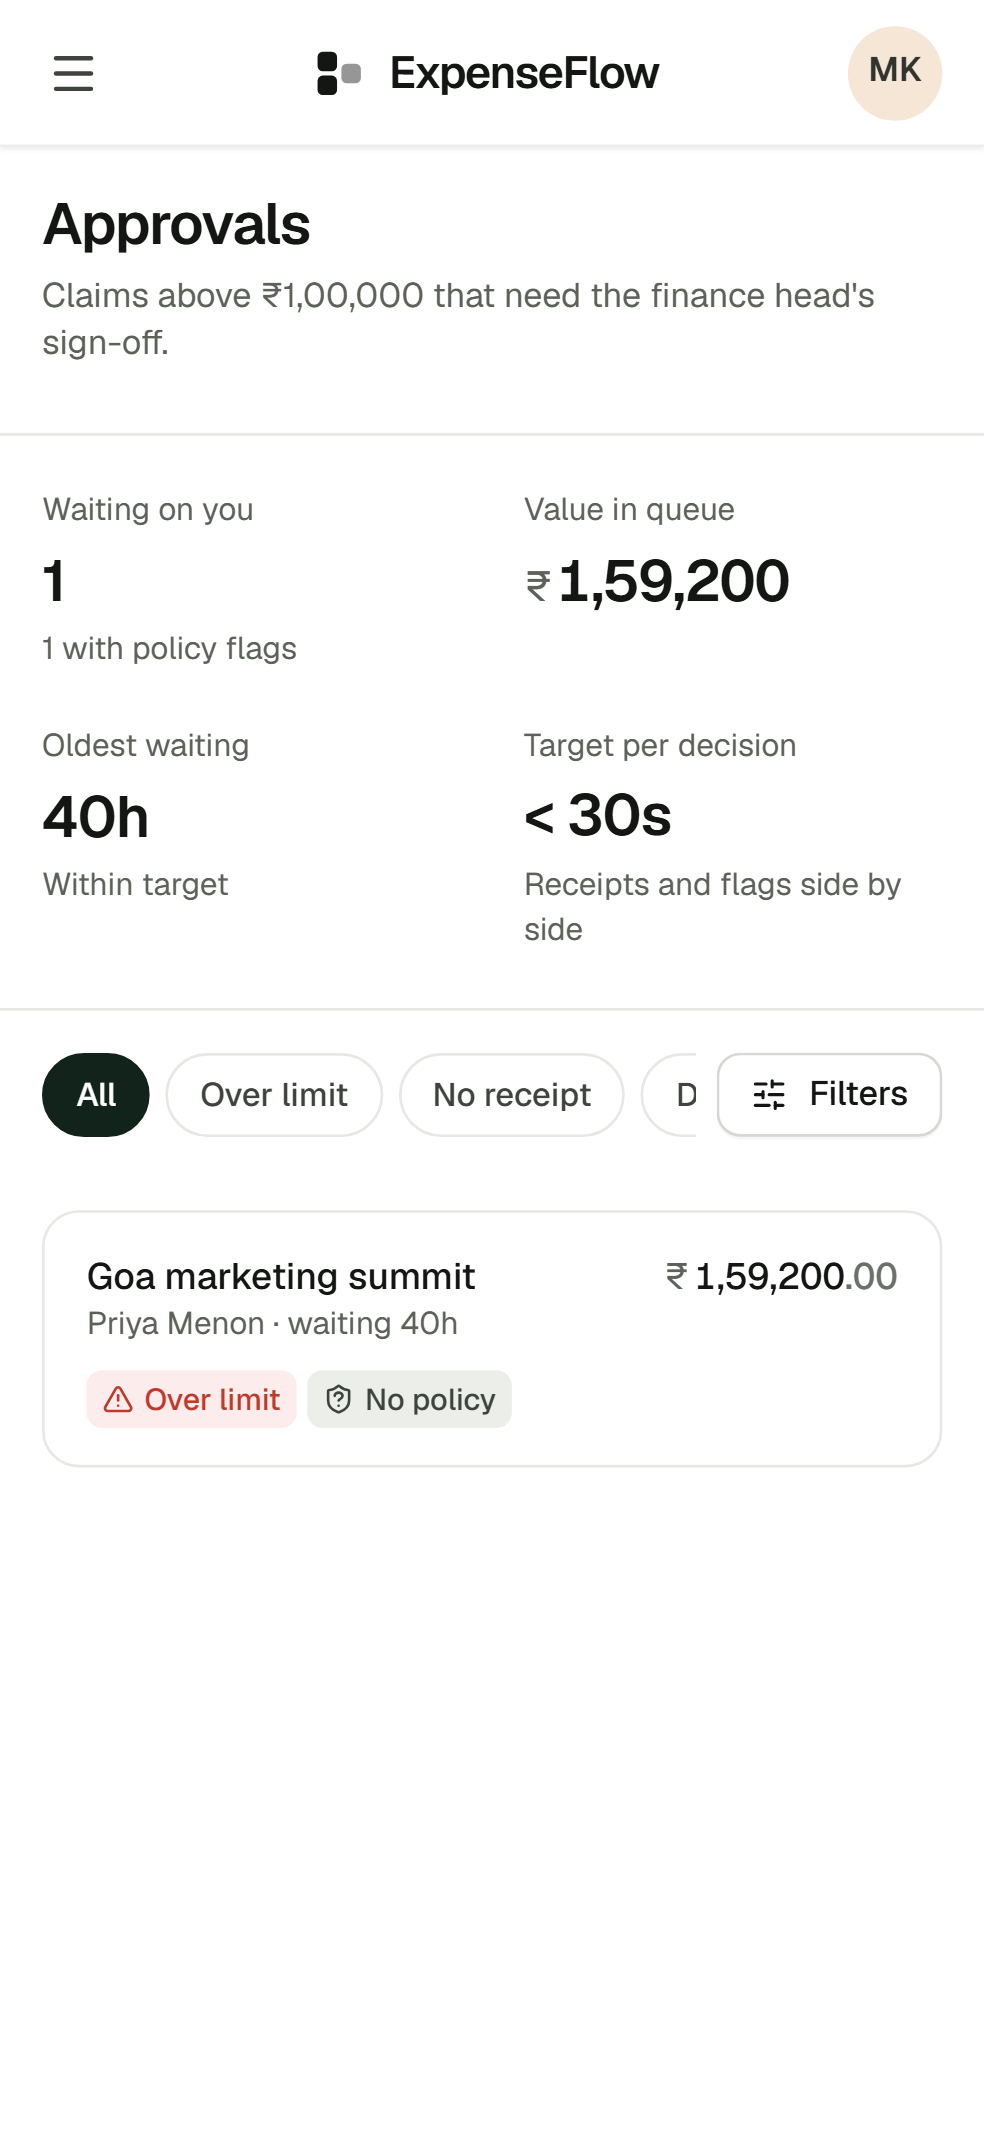 ExpenseFlow
MK
Approvals
Claims above ₹1,00,000 that need the finance head's
sign-off.
Waiting on you
1
1 with policy flags
Value in queue
₹ 1,59,200
Oldest waiting
40h
Within target
Target per decision
< 30s
Receipts and flags side by
side
All
Over limit
No receipt
D
Filters
Goa marketing summit
₹ 1,59,200.00
Priya Menon · waiting 40h
Over limit
No policy